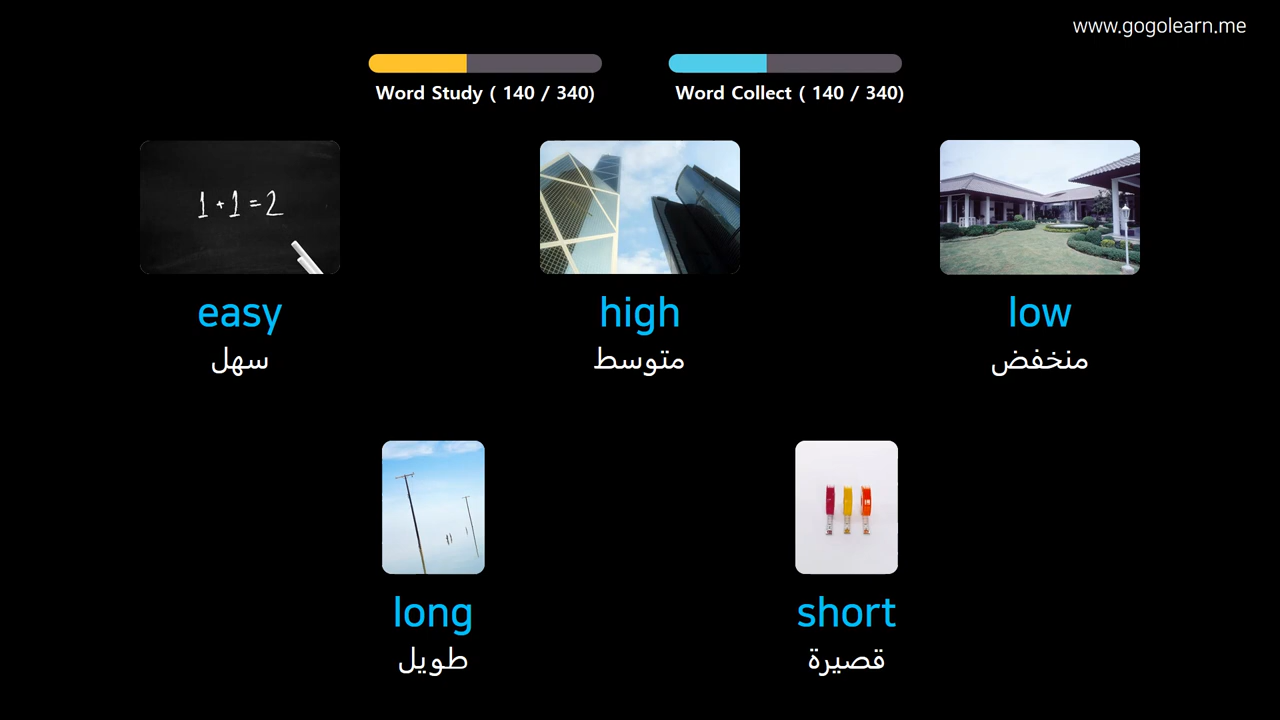 www.gogolearn.me
Word Study ( 140 / 340)
Word Collect ( 140 / 340)
1 + 1 = 2
easy
سهل
high
متوسط
low
منخفض
long
طويل
short
قصيرة